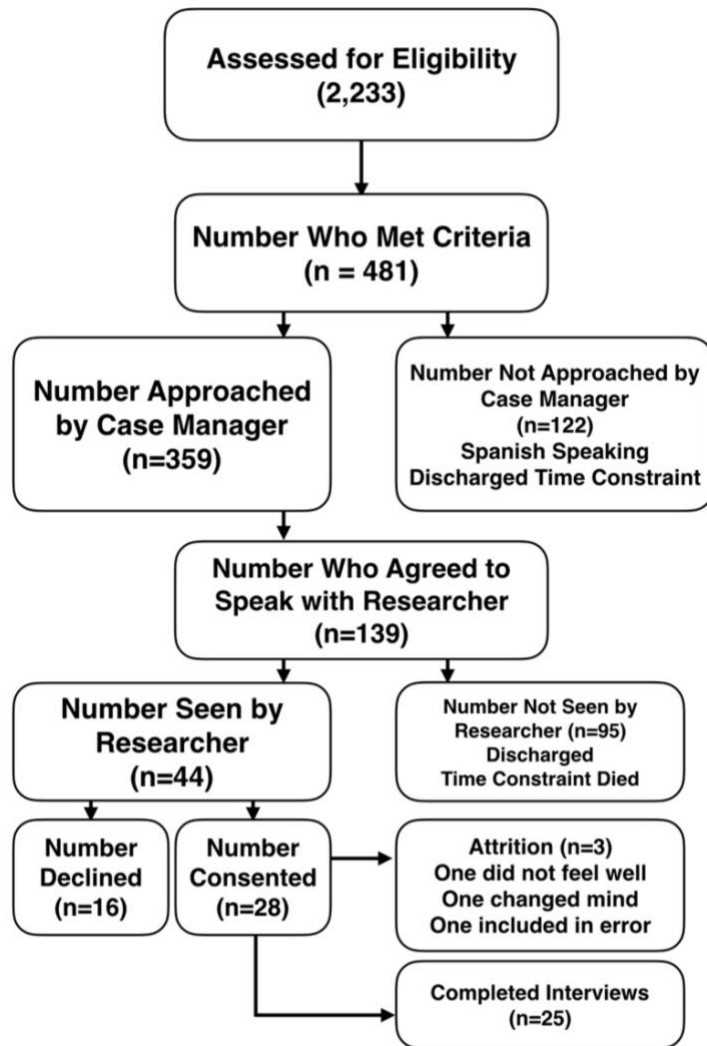 Assessed for Eligibility
(2,233)
Number Who Met Criteria
(n = 481)
Number Approached
by Case Manager
(n=359)
Number Not Approached by
Case Manager
(n=122)
Spanish Speaking
Discharged Time Constraint
Number Who Agreed to
Speak with Researcher
(n=139)
Number Seen by
Researcher
(n=44)
Number Not Seen by
Researcher (n=95)
Discharged
Time Constraint Died
Number
Declined
(n=16)
Number
Consented
(n=28)
Attrition (n=3)
One did not feel well
One changed mind
One included in error
Completed Interviews
(n=25)